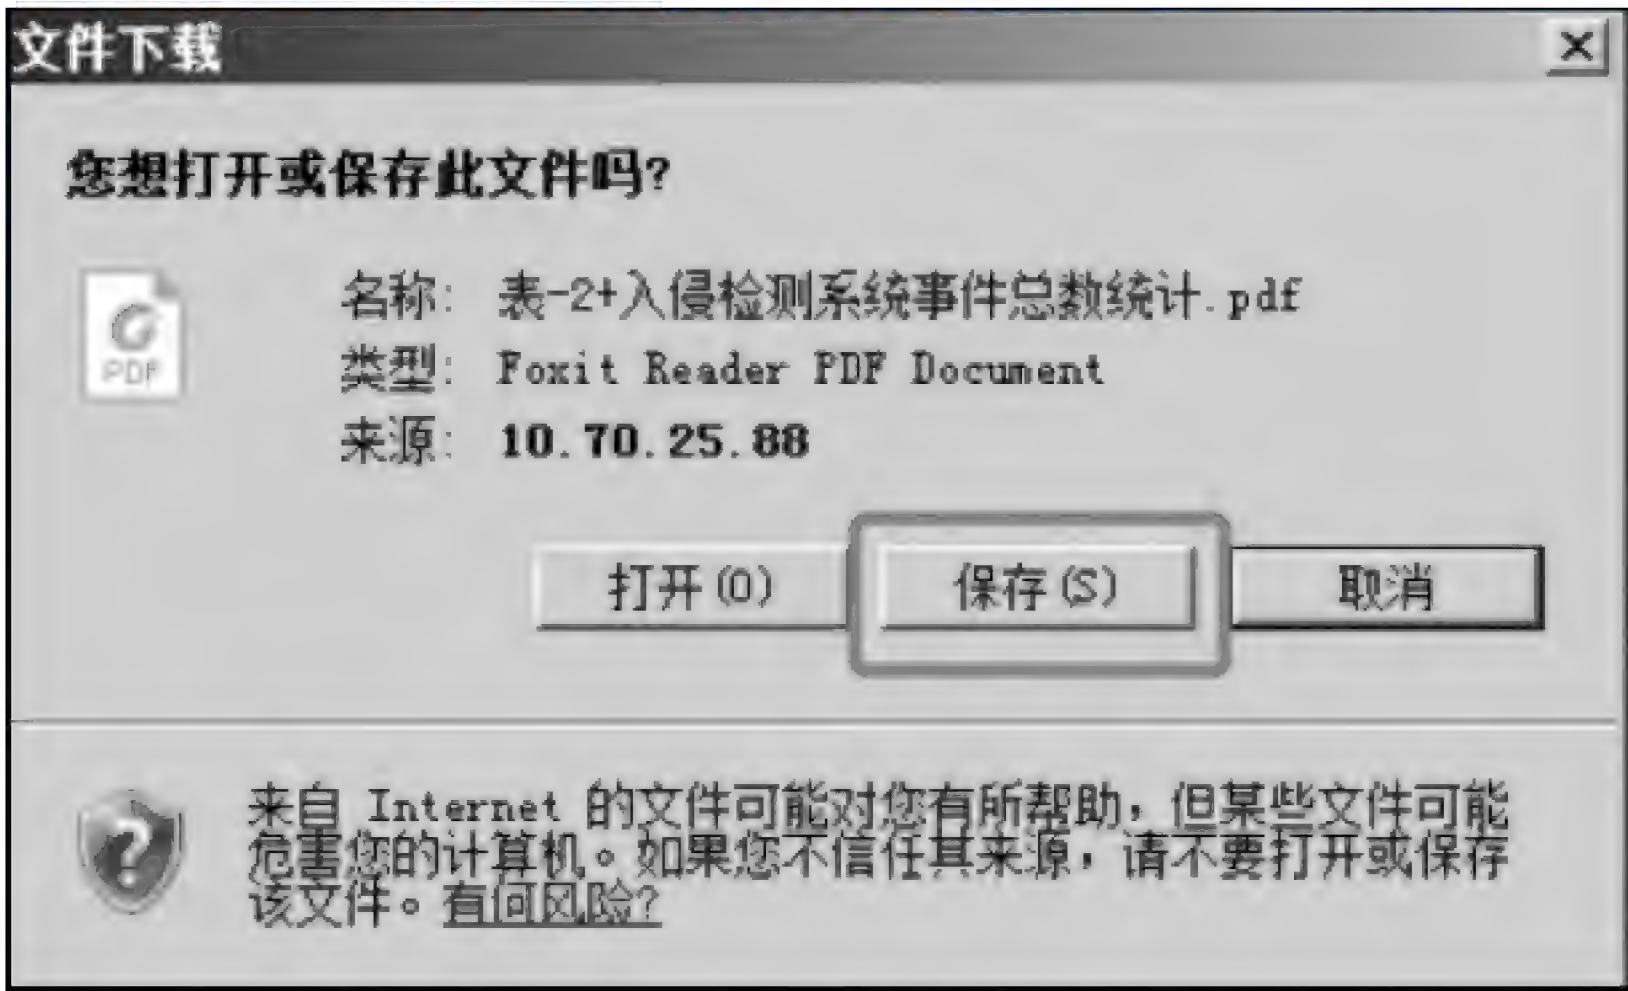 文件下载
您想打开或保存此文件吗?
PDF
名称: 表-2+入侵检测系统事件总数统计.pdf
类型: Foxit Reader PDF Document
来源: 10.70.25.88
打开(O)
保存(S)
取消
来自 Internet 的文件可能对您有所帮助，但某些文件可能
危害您的计算机。如果您不信任其来源，请不要打开或保存
该文件。有何风险?